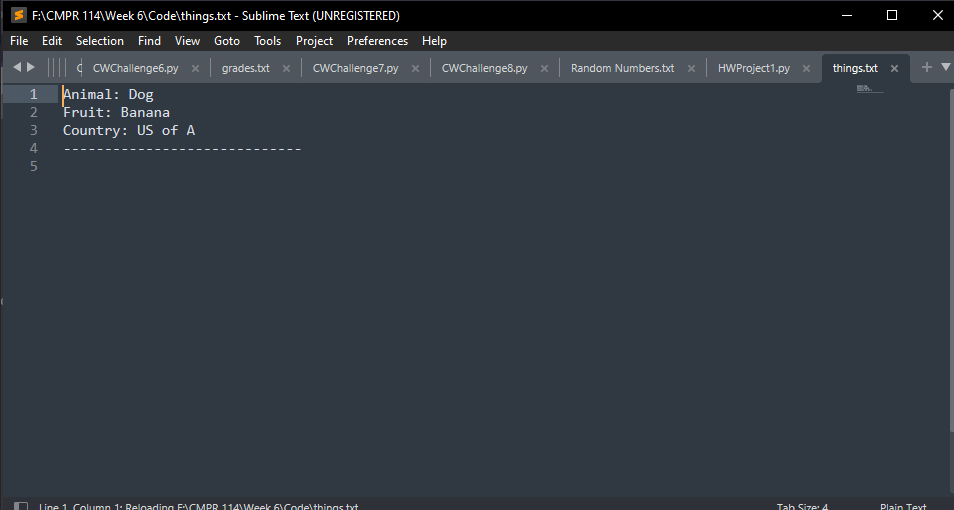 F:\CMPR 114\Week 6\Code\things.txt - Sublime Text (UNREGISTERED)
File Edit Selection Find View Goto Tools Project Preferences Help
CWChallenge6.py grades.txt CWChallenge7.py CWChallenge8.py Random Numbers.txt HWProject1.py things.txt
1 Animal: Dog
2 Fruit: Banana
3 Country: US of A
4 -----------------------------
5
Line 1, Column 1; Reloading F:\CMPR 114\Week 6\Code\things.txt Tab Size: 4 Plain Text